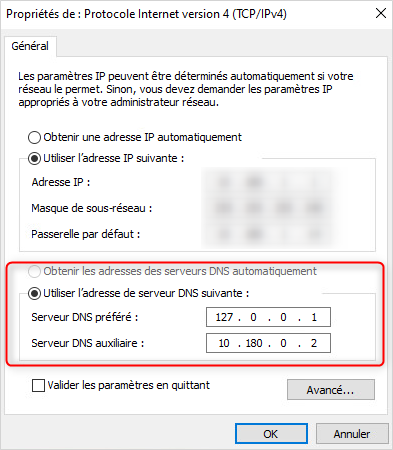 Propriétés de : Protocole Internet version 4 (TCP/IPv4)
Général
Les paramètres IP peuvent être déterminés automatiquement si votre
réseau le permet. Sinon, vous devez demander les paramètres IP
appropriés à votre administrateur réseau.
Obtenir une adresse IP automatiquement
Utiliser l'adresse IP suivante :
Adresse IP :
Masque de sous-réseau :
Passerelle par défaut :
Obtenir les adresses des serveurs DNS automatiquement
Utiliser l'adresse de serveur DNS suivante :
Serveur DNS préféré : 127 . 0 . 0 . 1
Serveur DNS auxiliaire : 10 . 180 . 0 . 2
Valider les paramètres en quittant
Avancé...
OK Annuler